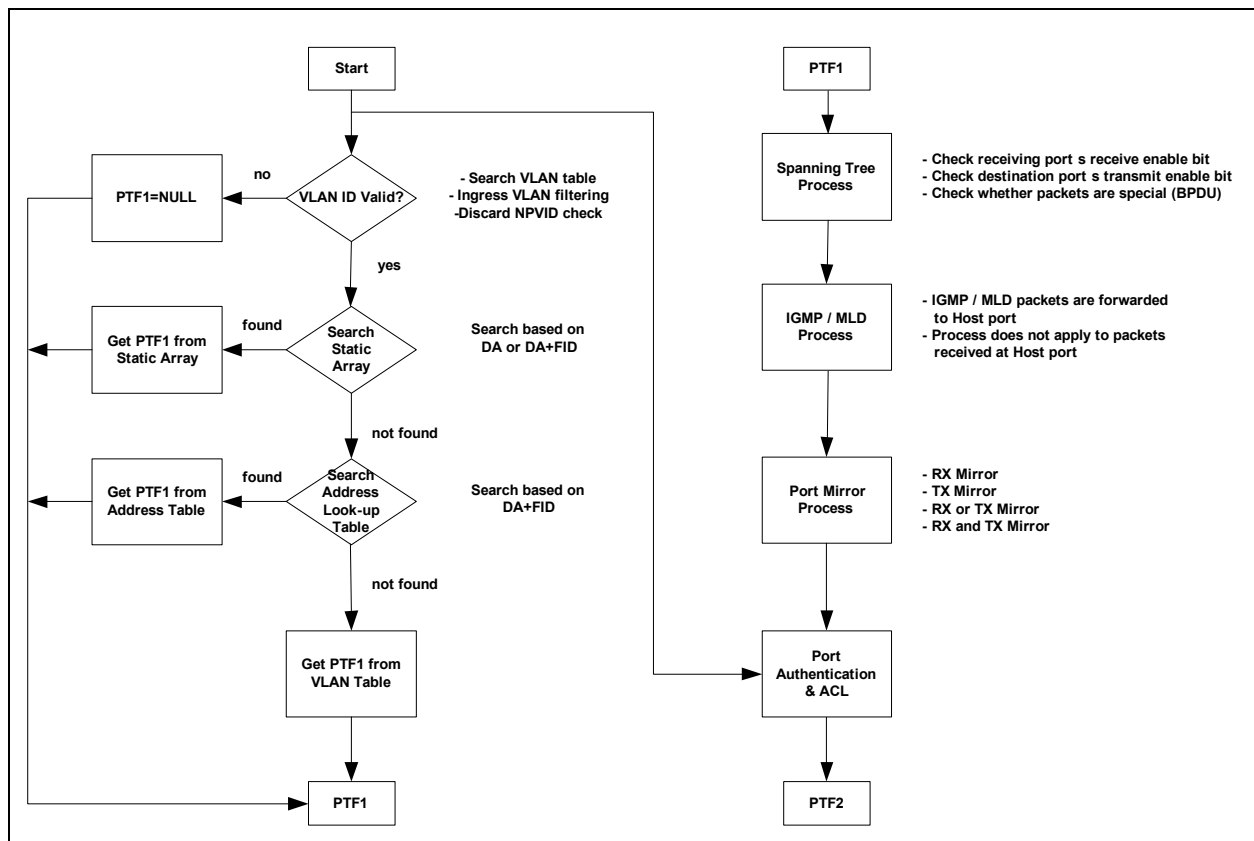 Start
no
VLAN ID Valid?
PTF1=NULL
- Search VLAN table
- Ingress VLAN filtering
-Discard NPVID check
yes
found
Search
Static
Array
Get PTF1 from
Static Array
Search based on
DA or DA+FID
not found
found
Search
Address
Look-up
Table
Get PTF1 from
Address Table
Search based on
DA+FID
not found
Get PTF1 from
VLAN Table
PTF1
PTF1
Spanning Tree
Process
- Check receiving port s receive enable bit
- Check destination port s transmit enable bit
- Check whether packets are special (BPDU)
IGMP / MLD
Process
- IGMP / MLD packets are forwarded
to Host port
- Process does not apply to packets
received at Host port
Port Mirror
Process
- RX Mirror
- TX Mirror
- RX or TX Mirror
- RX and TX Mirror
Port
Authentication
& ACL
PTF2